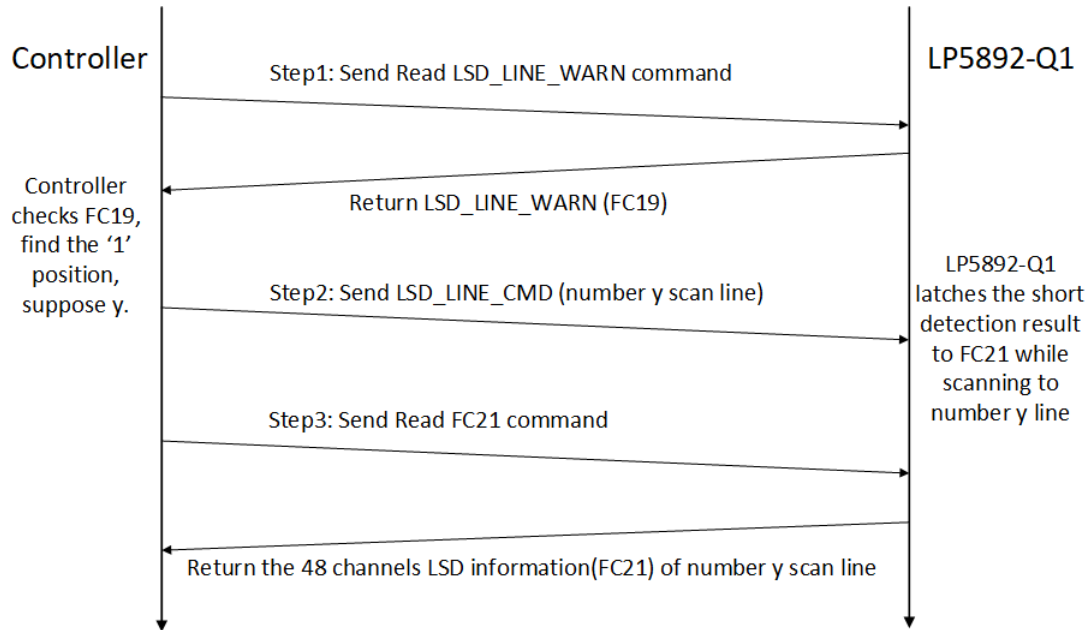 Controller
LP5892-Q1
Step1: Send Read LSD_LINE_WARN command
Return LSD_LINE_WARN (FC19)
Controller
checks FC19,
find the ‘1’
position,
suppose y.
Step2: Send LSD_LINE_CMD (number y scan line)
LP5892-Q1
latches the short
detection result
to FC21 while
scanning to
number y line
Step3: Send Read FC21 command
Return the 48 channels LSD information(FC21) of number y scan line